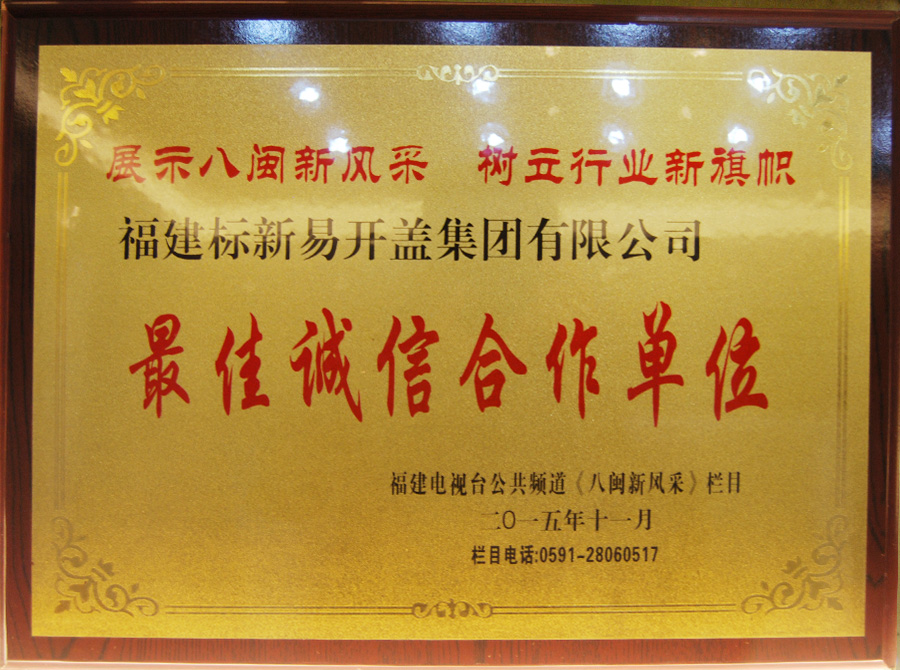 展示八闽新风采 树立行业新旗帜
福建标新易开盖集团有限公司
最佳诚信合作单位
福建电视台公共频道《八闽新风采》栏目
二〇一五年十一月
栏目电话:0591-28060517